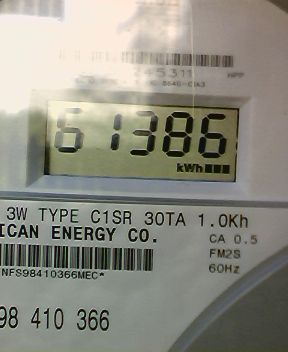 245311
61386
kWh
3W TYPE C1SR 30TA 1.0Kh
ICAN ENERGY CO.
CA 0.5
FM2S
NFS98410366MEC*
60Hz
98 410 366